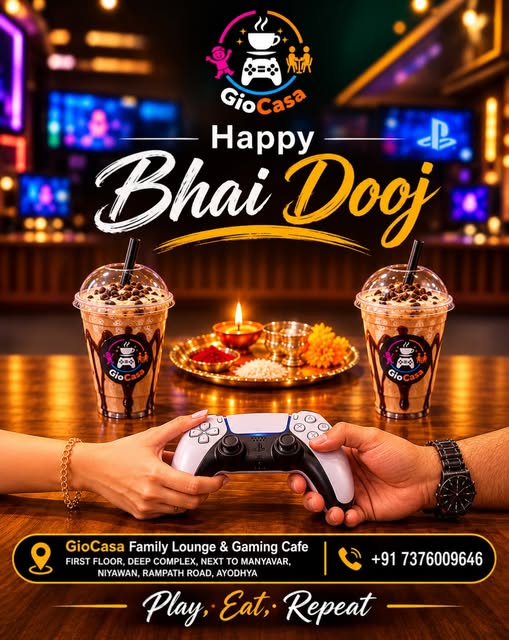 GioCasa
Happy
Bhai Dooj
GioCasa
GioCasa
GioCasa Family Lounge & Gaming Cafe
FIRST FLOOR, DEEP COMPLEX, NEXT TO MANYAVAR,
NIYAWAN, RAMPATH ROAD, AYODHYA
+91 7376009646
Play, · Eat, · Repeat